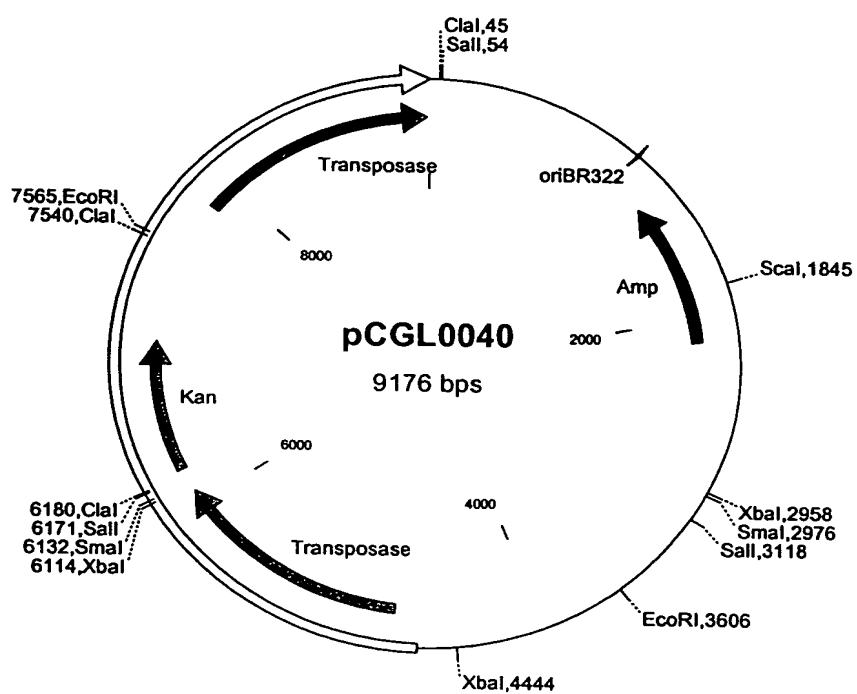 ClaI,45
SalI,54
Transposase
oriBR322
7565,EcoRI
7540,ClaI
8000
ScaI,1845
Amp
2000
pCGL0040
9176 bps
Kan
6000
4000
6180,ClaI
6171,SalI
6132,SmaI
6114,XbaI
XbaI,2958
SmaI,2976
SalI,3118
Transposase
EcoRI,3606
XbaI,4444